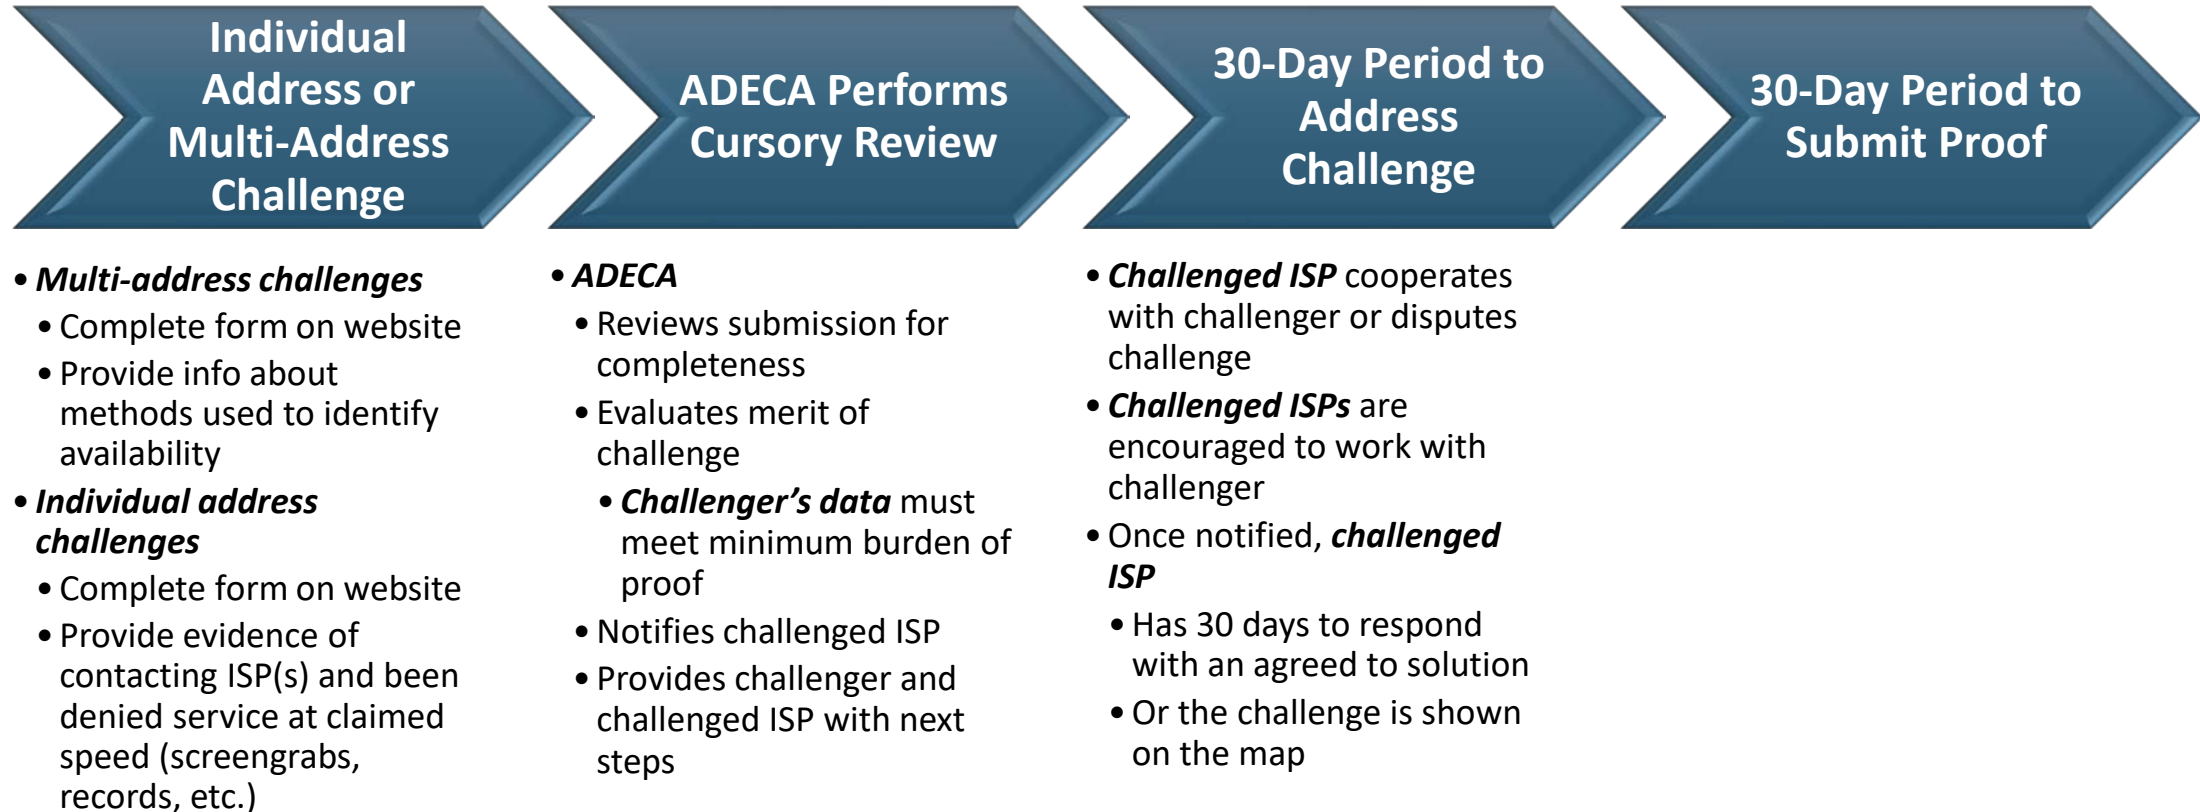 Individual
Address or
Multi-Address
Challenge
ADECA Performs
Cursory Review
30-Day Period to
Address
Challenge
30-Day Period to
Submit Proof
• Multi-address challenges
• Complete form on website
• Provide info about
methods used to identify
availability
• Individual address
challenges
• Complete form on website
• Provide evidence of
contacting ISP(s) and been
denied service at claimed
speed (screengrabs,
records, etc.)
• ADECA
• Reviews submission for
completeness
• Evaluates merit of
challenge
• Challenger’s data must
meet minimum burden of
proof
• Notifies challenged ISP
• Provides challenger and
challenged ISP with next
steps
• Challenged ISP cooperates
with challenger or disputes
challenge
• Challenged ISPs are
encouraged to work with
challenger
• Once notified, challenged
ISP
• Has 30 days to respond
with an agreed to solution
• Or the challenge is shown
on the map